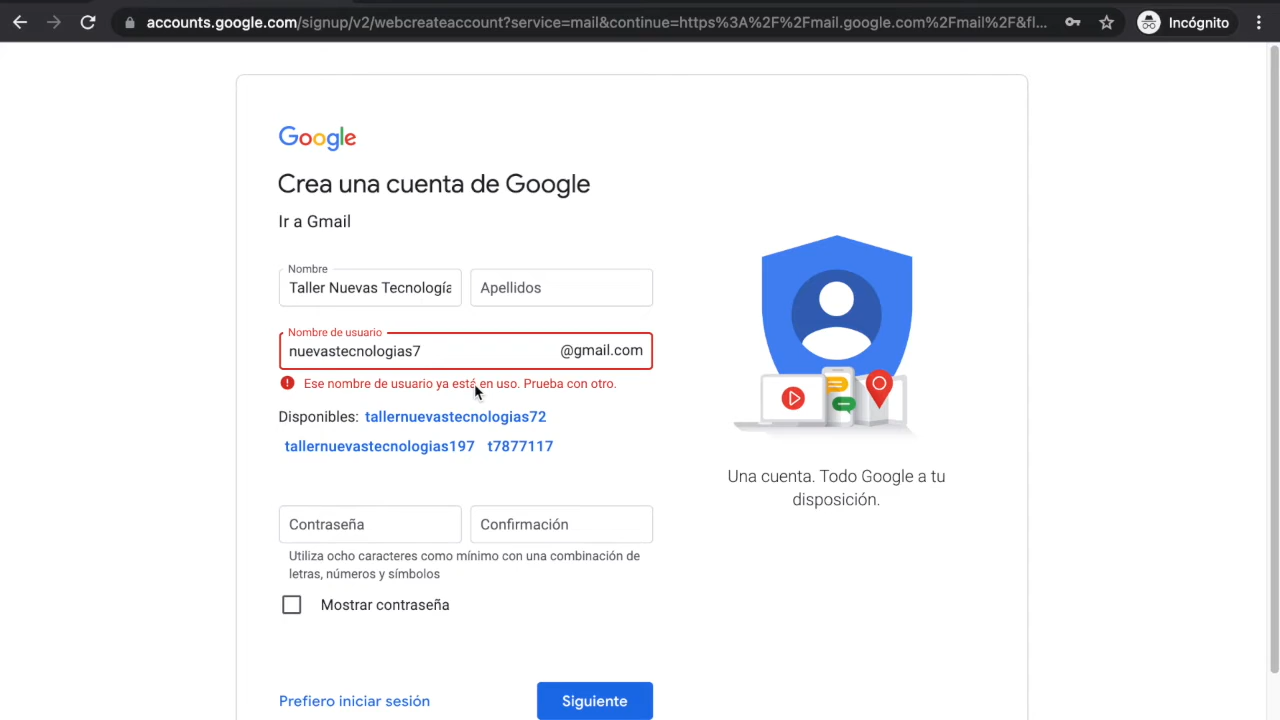 accounts.google.com/signup/v2/webcreateaccount?service=mail&continue=https%3A%2F%2Fmail.google.com%2Fmail%2F&fl...
Incógnito
Google
Crea una cuenta de Google
Ir a Gmail
Nombre
Taller Nuevas Tecnología
Apellidos
Nombre de usuario
nuevastecnologias7
@gmail.com
Ese nombre de usuario ya está en uso. Prueba con otro.
Disponibles: tallernuevastecnologias72
tallernuevastecnologias197 t7877117
Contraseña
Confirmación
Utiliza ocho caracteres como mínimo con una combinación de
letras, números y símbolos
Mostrar contraseña
Prefiero iniciar sesión
Siguiente
Una cuenta. Todo Google a tu
disposición.